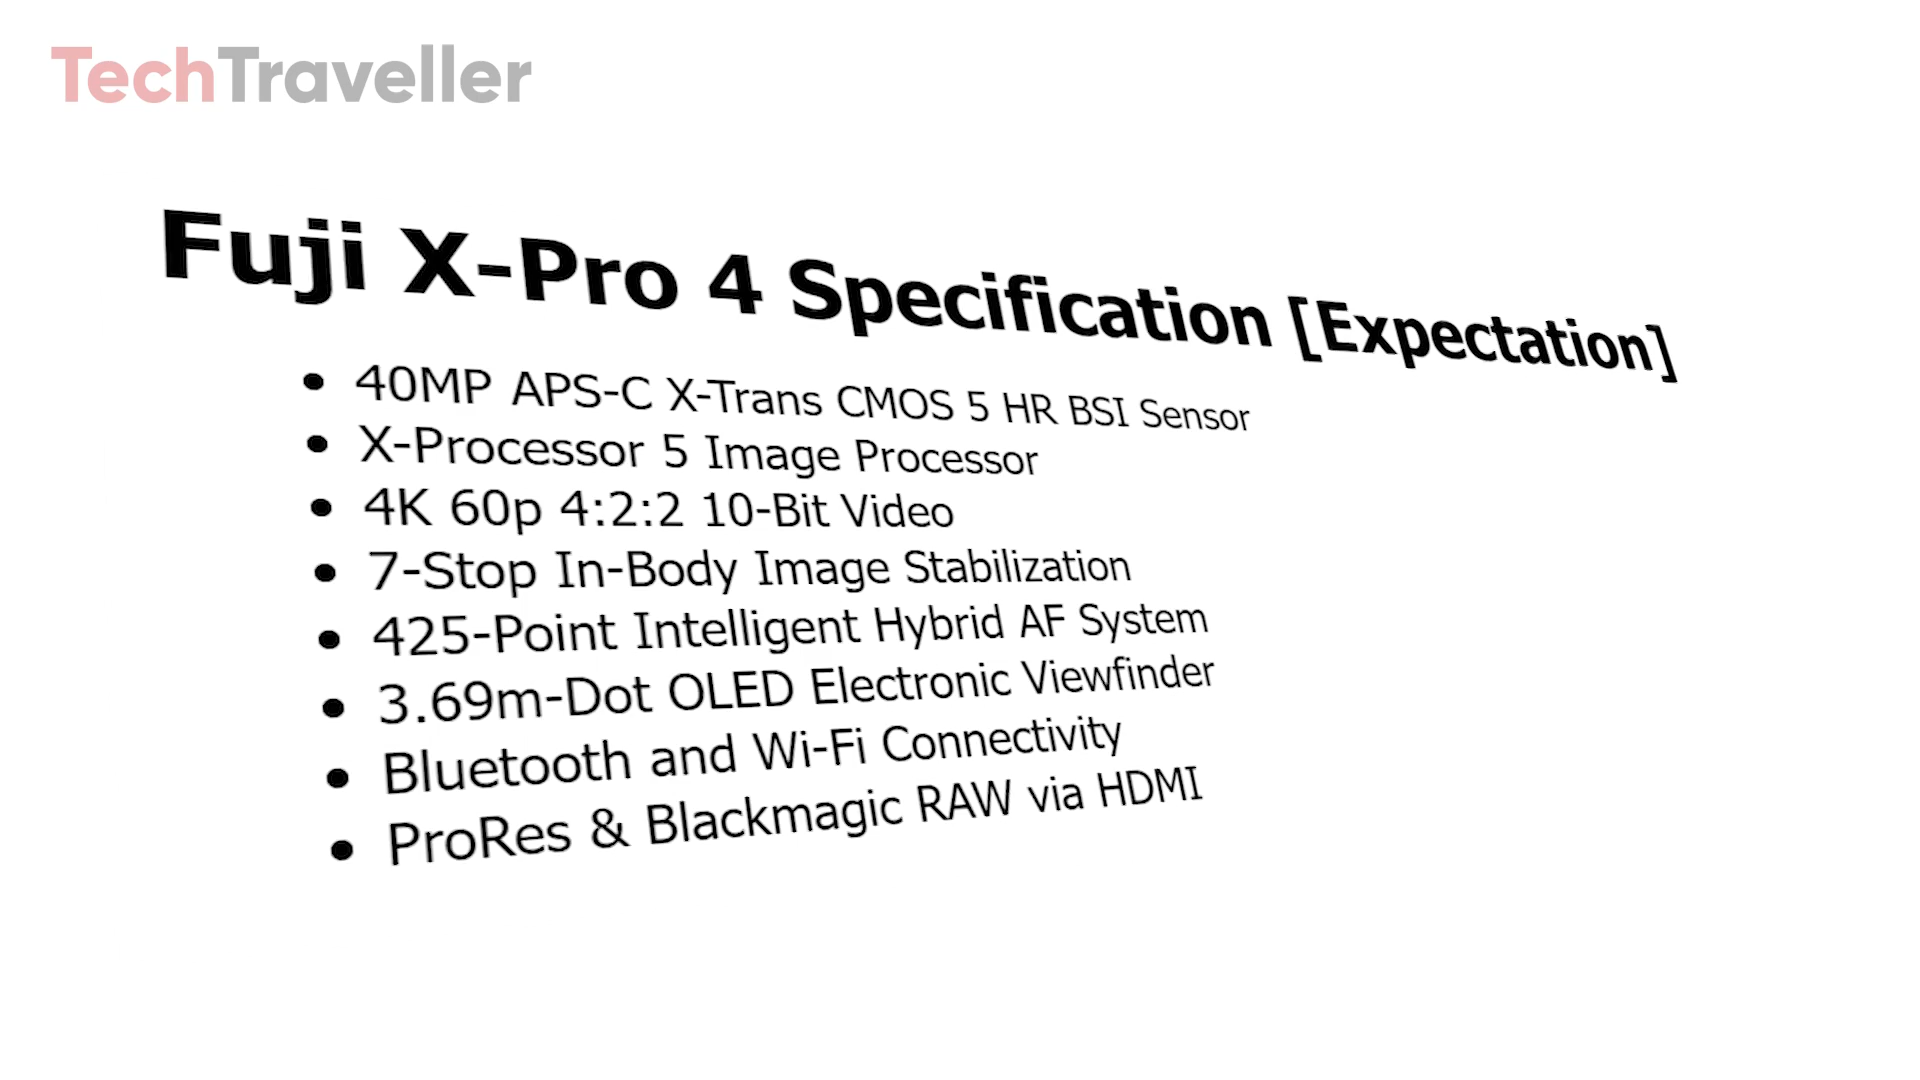 TechTraveller
Fuji X-Pro 4 Specification [Expectation]
• 40MP APS-C X-Trans CMOS 5 HR BSI Sensor
• X-Processor 5 Image Processor
• 4K 60p 4:2:2 10-Bit Video
• 7-Stop In-Body Image Stabilization
• 425-Point Intelligent Hybrid AF System
• 3.69m-Dot OLED Electronic Viewfinder
• Bluetooth and Wi-Fi Connectivity
• ProRes & Blackmagic RAW via HDMI